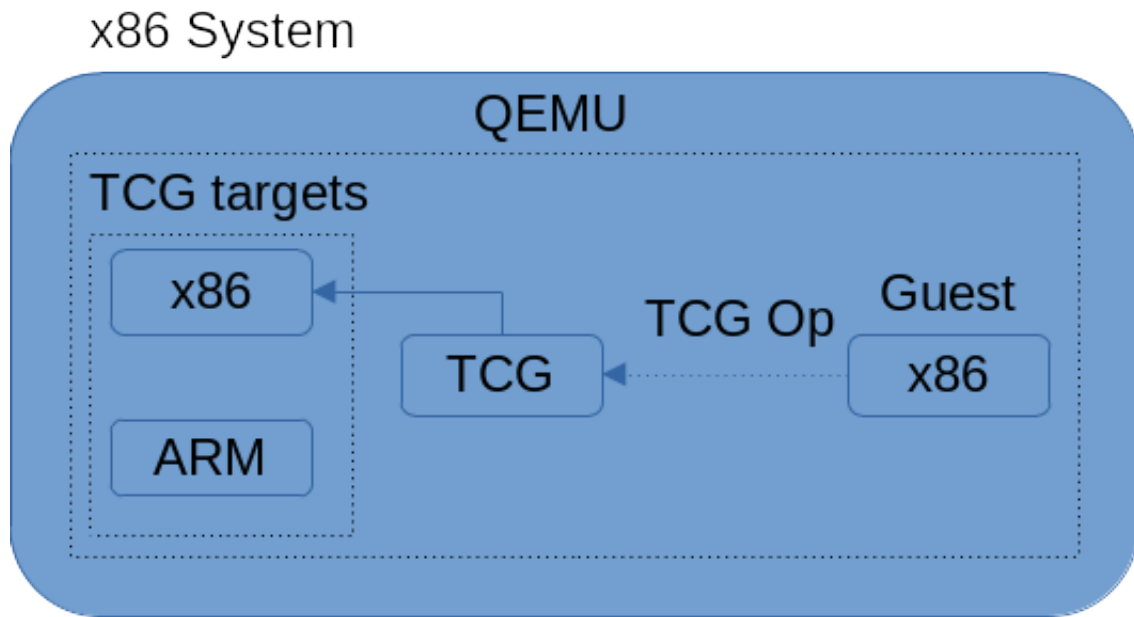 x86 System
QEMU
TCG targets
x86
Guest
TCG Op
TCG
x86
ARM